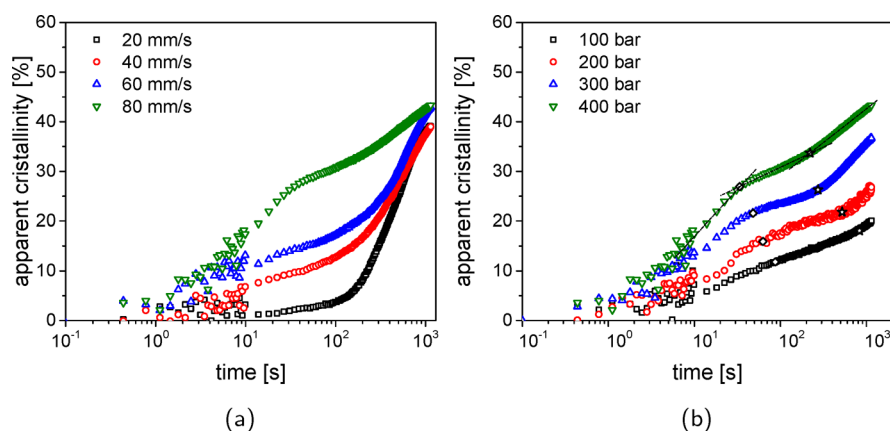 60
50
40
30
20
10
0
apparent cristallinity [%]
20 mm/s
40 mm/s
60 mm/s
80 mm/s
10^-1 10^0 10^1 10^2 10^3
time [s]
(a)
60
50
40
30
20
10
0
apparent cristallinity [%]
100 bar
200 bar
300 bar
400 bar
10^-1 10^0 10^1 10^2 10^3
time [s]
(b)